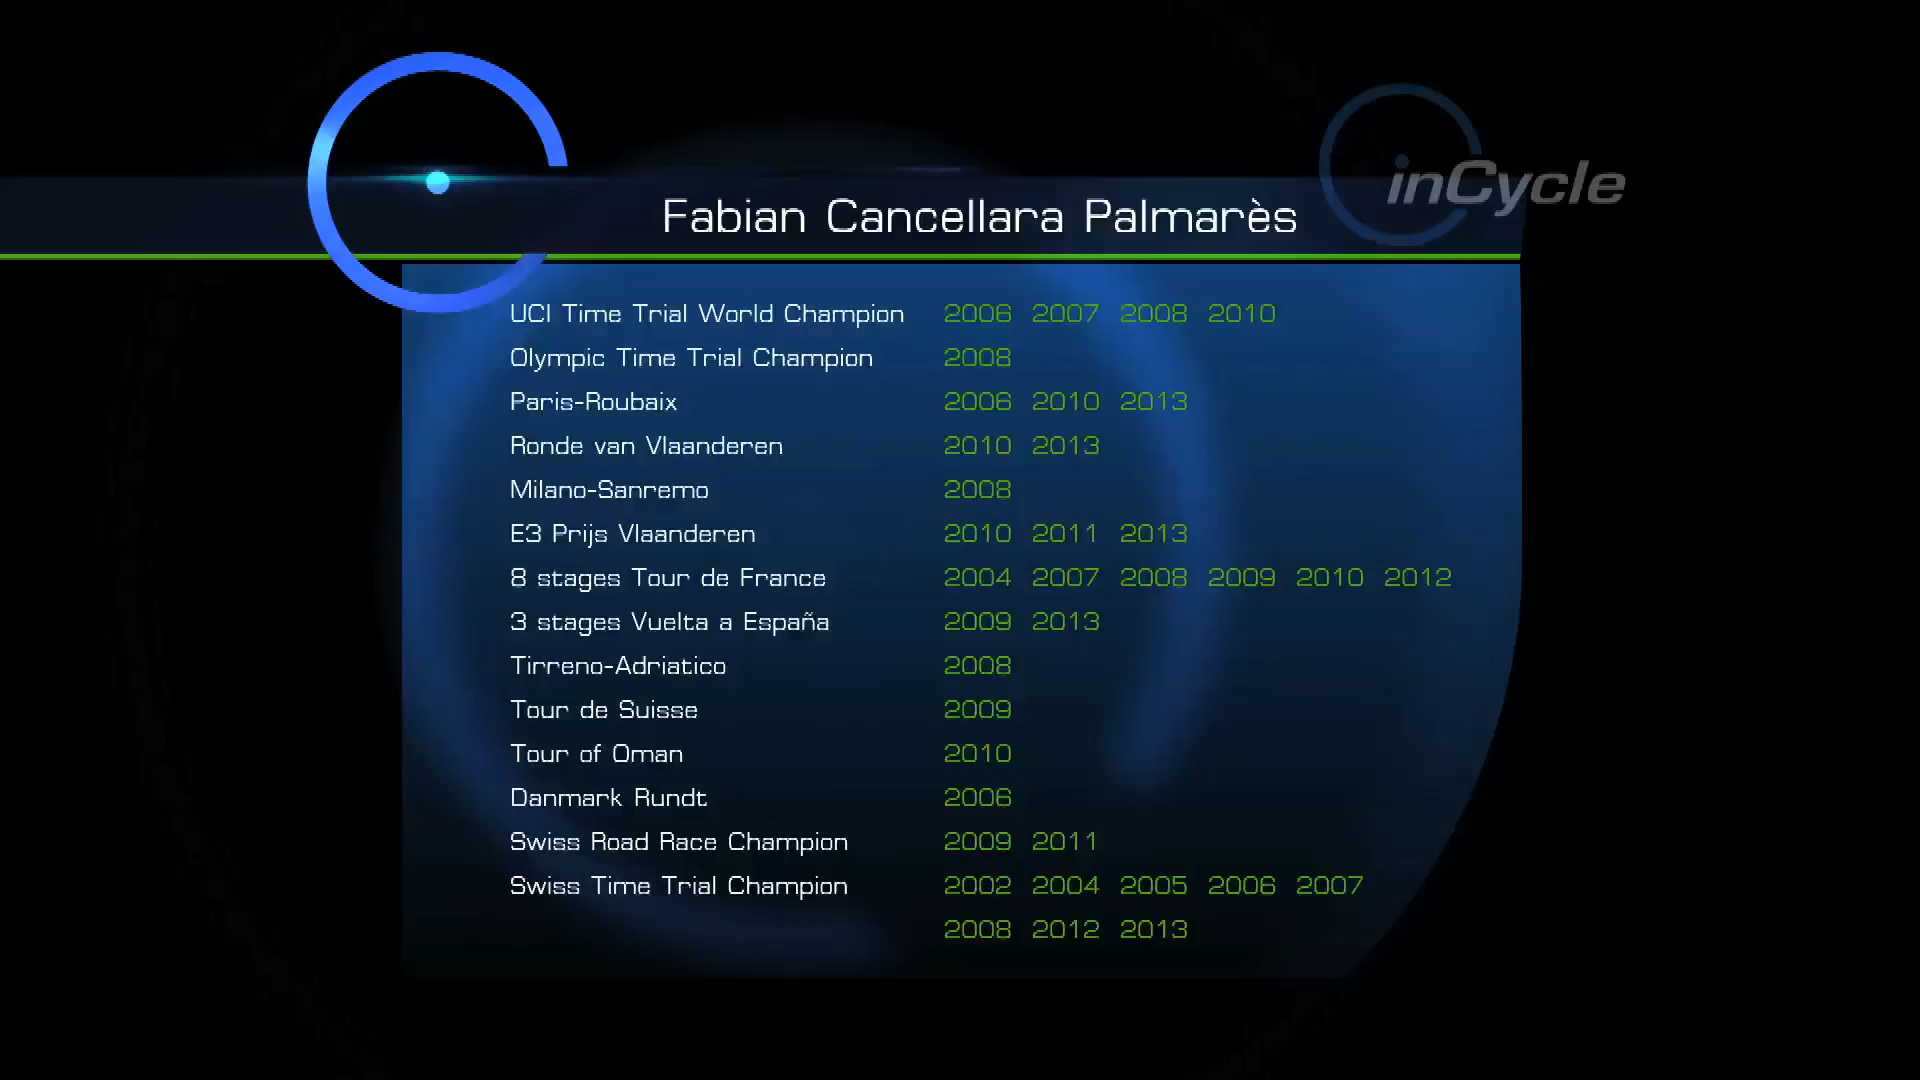 inCycle
Fabian Cancellara Palmarès
UCI Time Trial World Champion 2006 2007 2008 2010
Olympic Time Trial Champion 2008
Paris-Roubaix 2006 2010 2013
Ronde van Vlaanderen 2010 2013
Milano-Sanremo 2008
E3 Prijs Vlaanderen 2010 2011 2013
8 stages Tour de France 2004 2007 2008 2009 2010 2012
3 stages Vuelta a España 2009 2013
Tirreno-Adriatico 2008
Tour de Suisse 2009
Tour of Oman 2010
Danmark Rundt 2006
Swiss Road Race Champion 2009 2011
Swiss Time Trial Champion 2002 2004 2005 2006 2007
2008 2012 2013